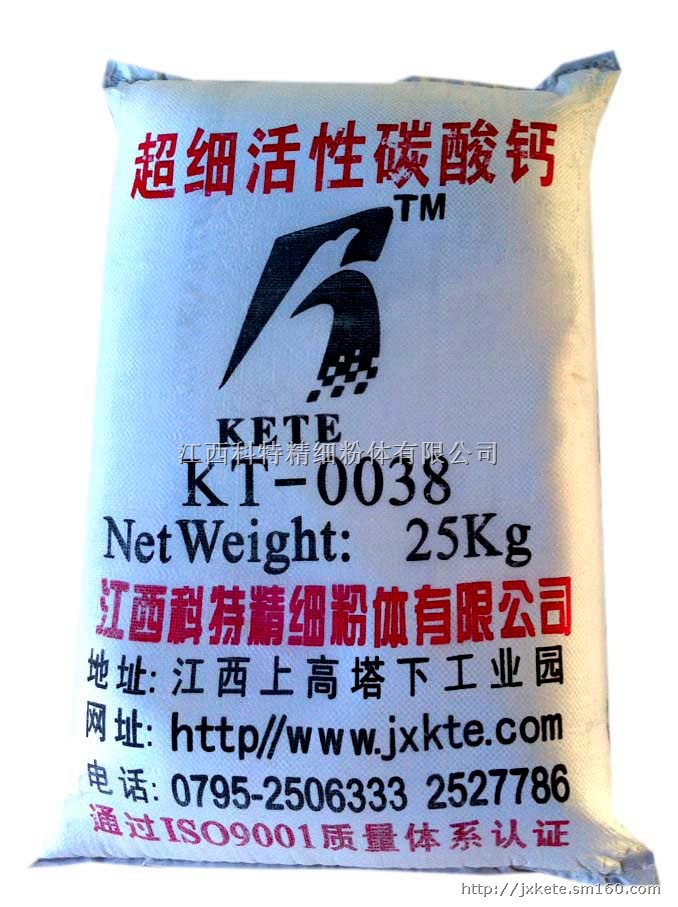 超细活性碳酸钙
TM
KETE
江西科特精细粉体有限公司
KT-0038
Net Weight: 25Kg
江西科特精细粉体有限公司
地址: 江西上高塔下工业园
网址: http//www.jxkte.com
电话: 0795-2506333 2527786
通过ISO9001质量体系认证
http://jxkete.sm160.com